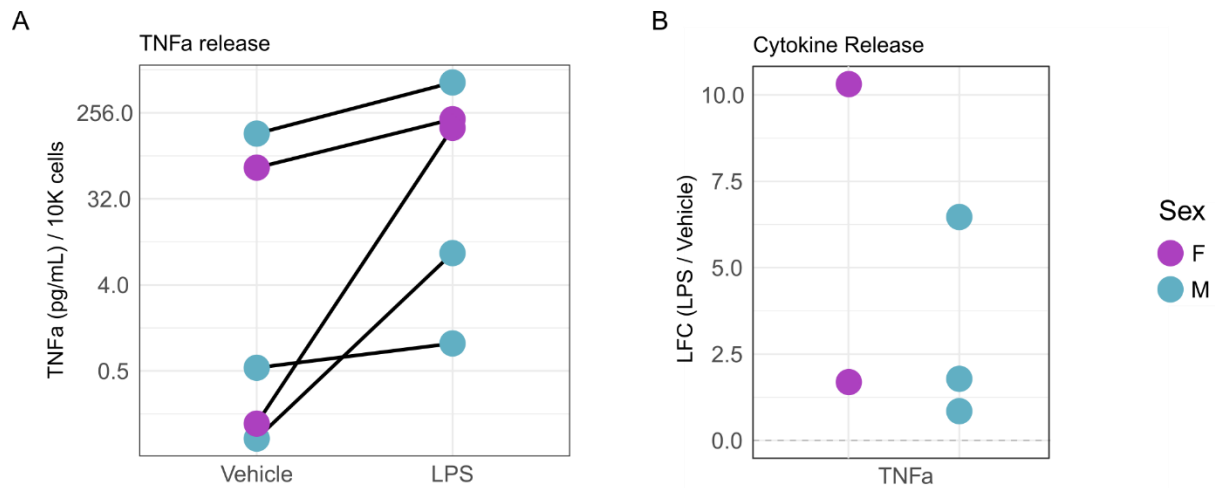 A
TNFa release
TNFa (pg/mL) / 10K cells
256.0
32.0
4.0
0.5
Vehicle
LPS
B
Cytokine Release
LFC (LPS / Vehicle)
10.0
7.5
5.0
2.5
0.0
TNFa
Sex
F
M